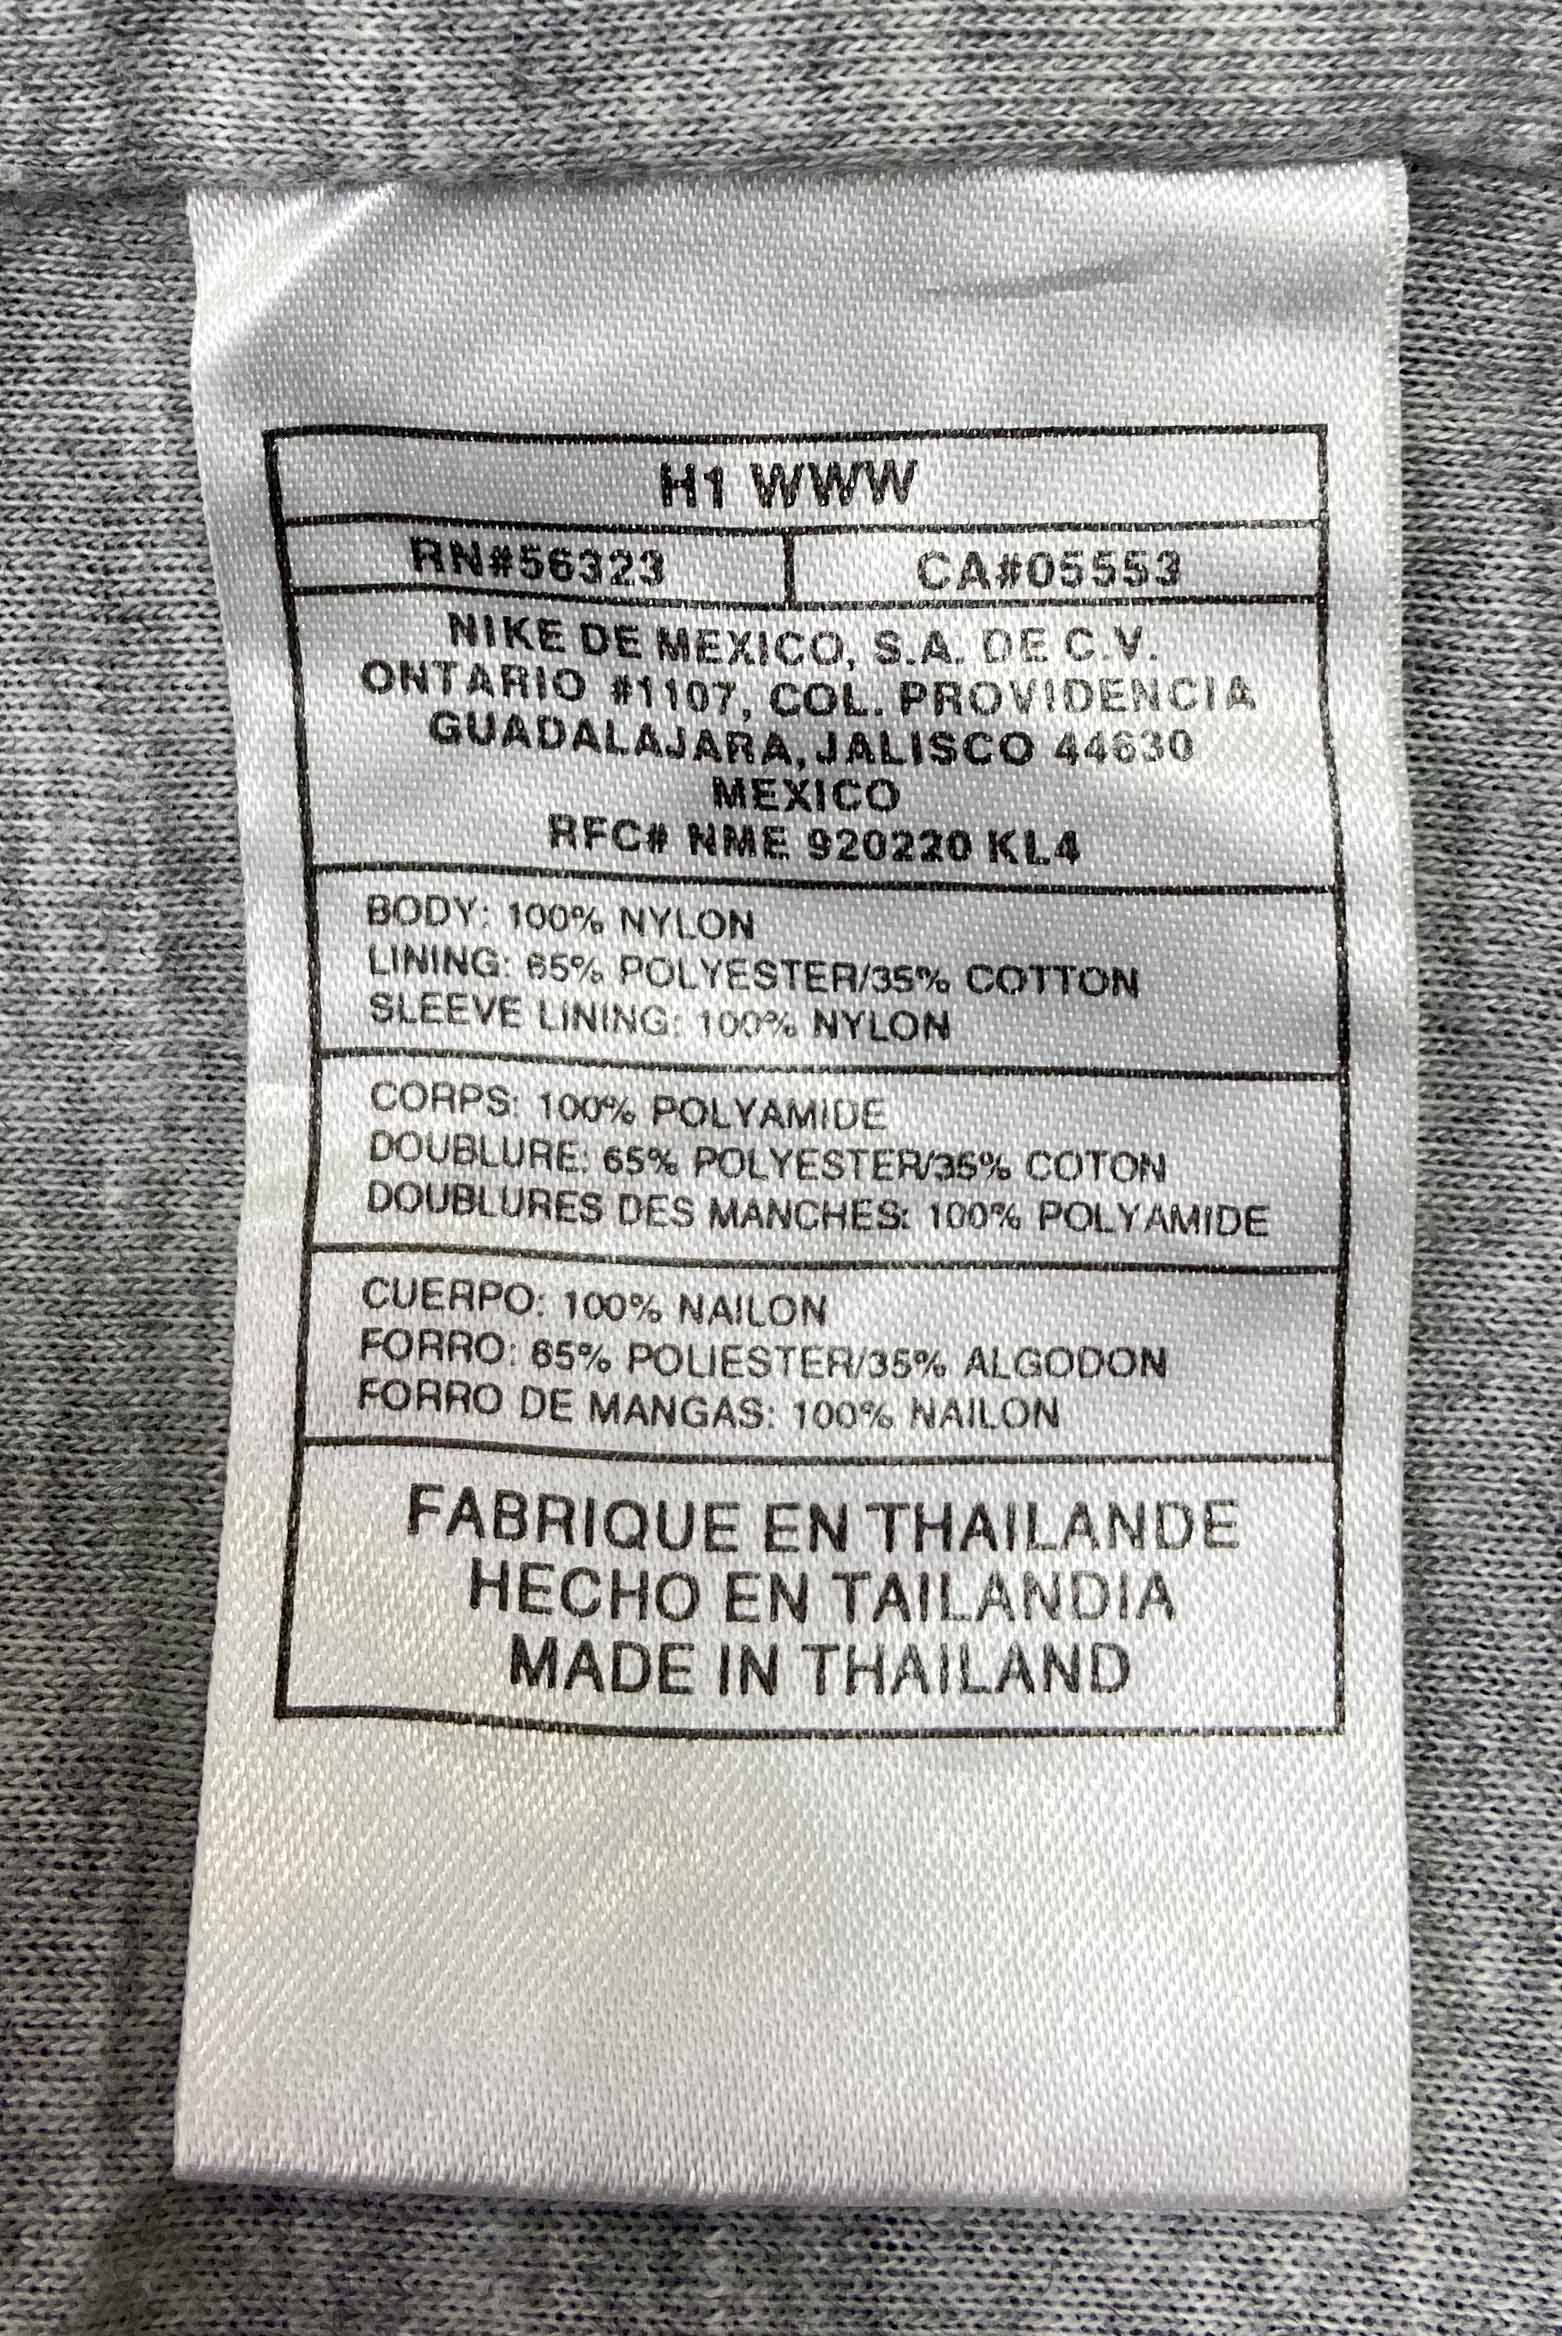 H1 WWW
RN#56323 CA#05553
NIKE DE MEXICO, S.A. DE C.V.
ONTARIO #1107, COL. PROVIDENCIA
GUADALAJARA, JALISCO 44630
MEXICO
RFC# NME 920220 KL4
BODY: 100% NYLON
LINING: 65% POLYESTER/35% COTTON
SLEEVE LINING: 100% NYLON
CORPS: 100% POLYAMIDE
DOUBLURE: 65% POLYESTER/35% COTON
DOUBLURES DES MANCHES: 100% POLYAMIDE
CUERPO: 100% NAILON
FORRO: 65% POLIESTER/35% ALGODON
FORRO DE MANGAS: 100% NAILON
FABRIQUE EN THAILANDE
HECHO EN TAILANDIA
MADE IN THAILAND